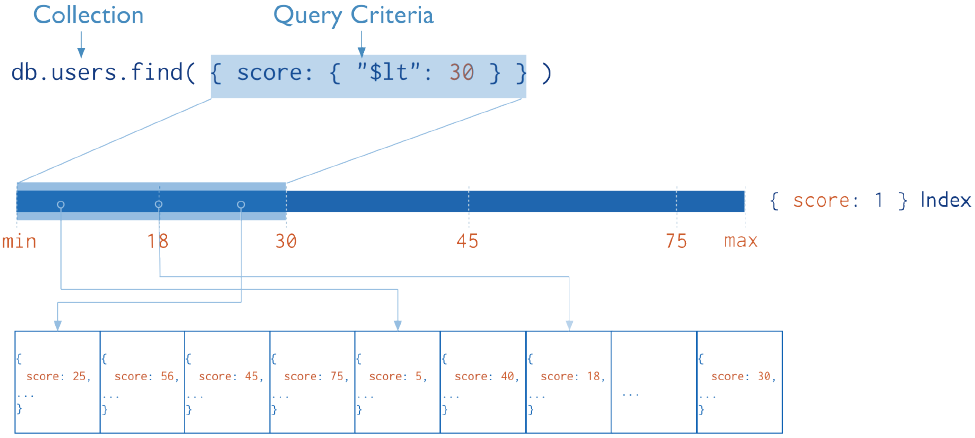 Collection Query Criteria
db.users.find( { score: { "$lt": 30 } } )
{ score: 1 } Index
min 18 30 45 75 max
{ { { { { { { {
score: 25, score: 56, score: 45, score: 75, score: 5, score: 40, score: 18, score: 30,
... ... ... ... ... ... ... ... ...
} } } } } } } }